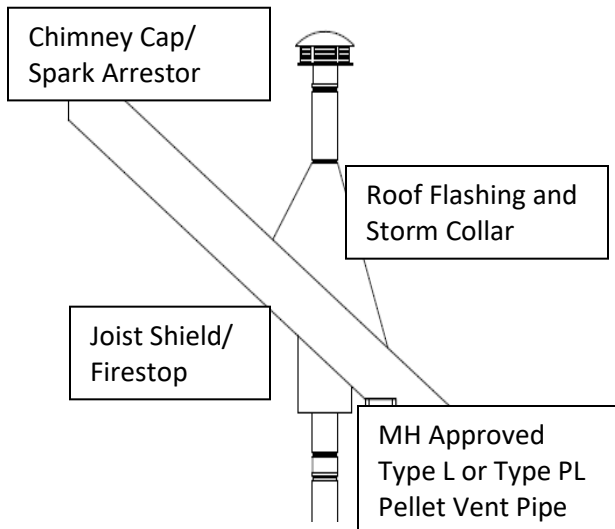 Chimney Cap/
Spark Arrestor
Roof Flashing and
Storm Collar
Joist Shield/
Firestop
MH Approved
Type L or Type PL
Pellet Vent Pipe